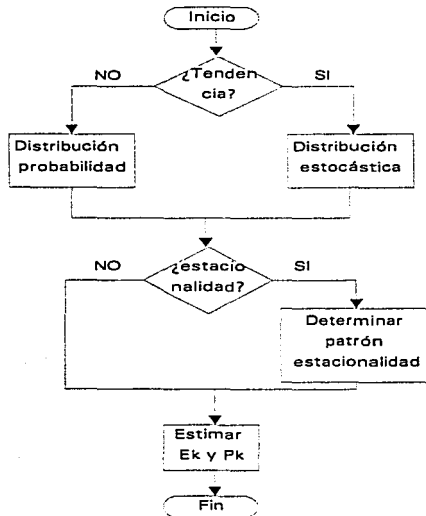 Inicio
NO
¿Tenden
cia?
SI
Distribución
probabilidad
Distribución
estocástica
NO
¿estacio
nalidad?
SI
Determinar
patrón
estacionalidad
Estimar
Ek y Pk
Fin